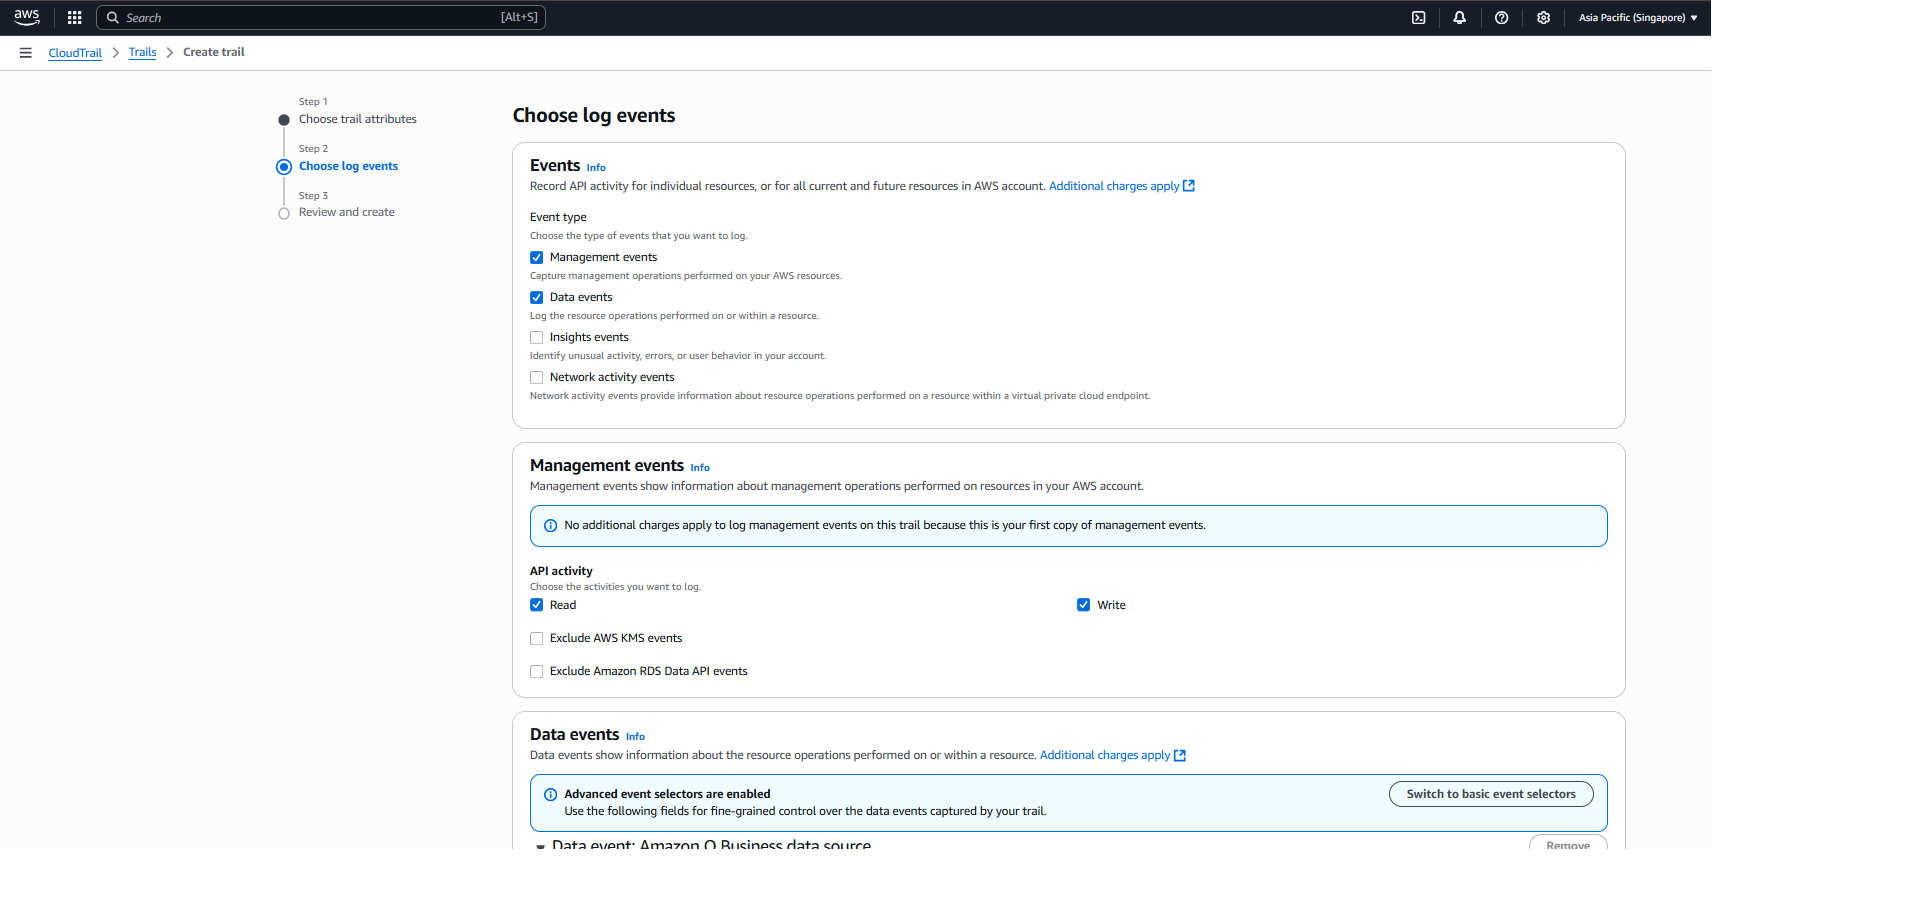 aws
Search [Alt+S]
Asia Pacific (Singapore)
CloudTrail Trails Create trail
Step 1
Choose trail attributes
Step 2
Choose log events
Step 3
Review and create
Choose log events
Events Info
Record API activity for individual resources, or for all current and future resources in AWS account. Additional charges apply
Event type
Choose the type of events that you want to log.
Management events
Capture management operations performed on your AWS resources.
Data events
Log the resource operations performed on or within a resource.
Insights events
Identify unusual activity, errors, or user behavior in your account.
Network activity events
Network activity events provide information about resource operations performed on a resource within a virtual private cloud endpoint.
Management events Info
Management events show information about management operations performed on resources in your AWS account.
No additional charges apply to log management events on this trail because this is your first copy of management events.
API activity
Choose the activities you want to log.
Read Write
Exclude AWS KMS events
Exclude Amazon RDS Data API events
Data events Info
Data events show information about the resource operations performed on or within a resource. Additional charges apply
Advanced event selectors are enabled
Use the following fields for fine-grained control over the data events captured by your trail.
Switch to basic event selectors
Data event: Amazon Q Business data source
Remove